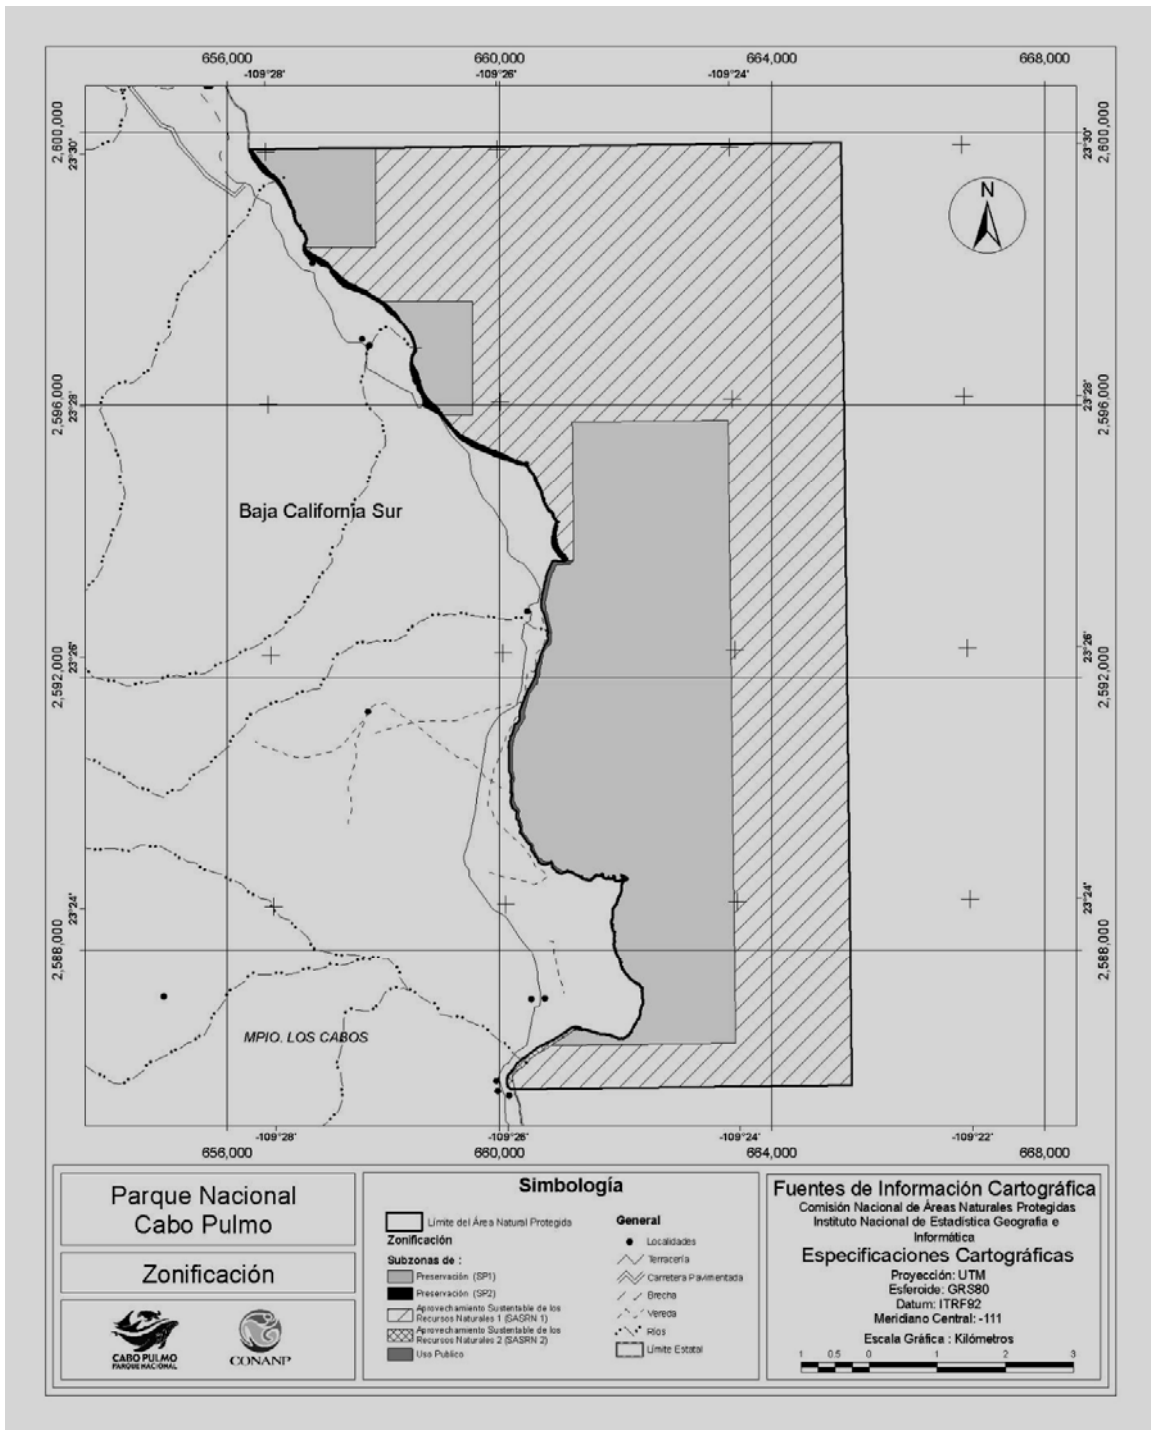 656,000 660,000 664,000 668,000
-109°28' -109°26' -109°24'
2,600,000 23°30' 23°30' 2,600,000
N
2,596,000 23°28' 23°28' 2,596,000
Baja California Sur
2,592,000 23°26' 23°26' 2,592,000
2,588,000 23°24' 23°24' 2,588,000
MPIO. LOS CABOS
-109°28' -109°26' -109°24' -109°22'
656,000 660,000 664,000 668,000
Parque Nacional
Cabo Pulmo
Zonificación
CABO PULMO
PARQUE NACIONAL
CONANP
Simbología
Límite del Área Natural Protegida
Zonificación
Subzonas de :
Preservación (SP1)
Preservación (SP2)
Aprovechamiento Sustentable de los
Recursos Naturales 1 (SASRN 1)
Aprovechamiento Sustentable de los
Recursos Naturales 2 (SASRN 2)
Uso Publico
General
Localidades
Terracería
Carretera Pavimentada
Brecha
Vereda
Ríos
Límite Estatal
Fuentes de Información Cartográfica
Comisión Nacional de Áreas Naturales Protegidas
Instituto Nacional de Estadística Geografia e
Informática
Especificaciones Cartográficas
Proyección: UTM
Esferoide: GRS80
Datum: ITRF92
Meridiano Central: -111
Escala Gráfica : Kilómetros
1 0.5 0 1 2 3